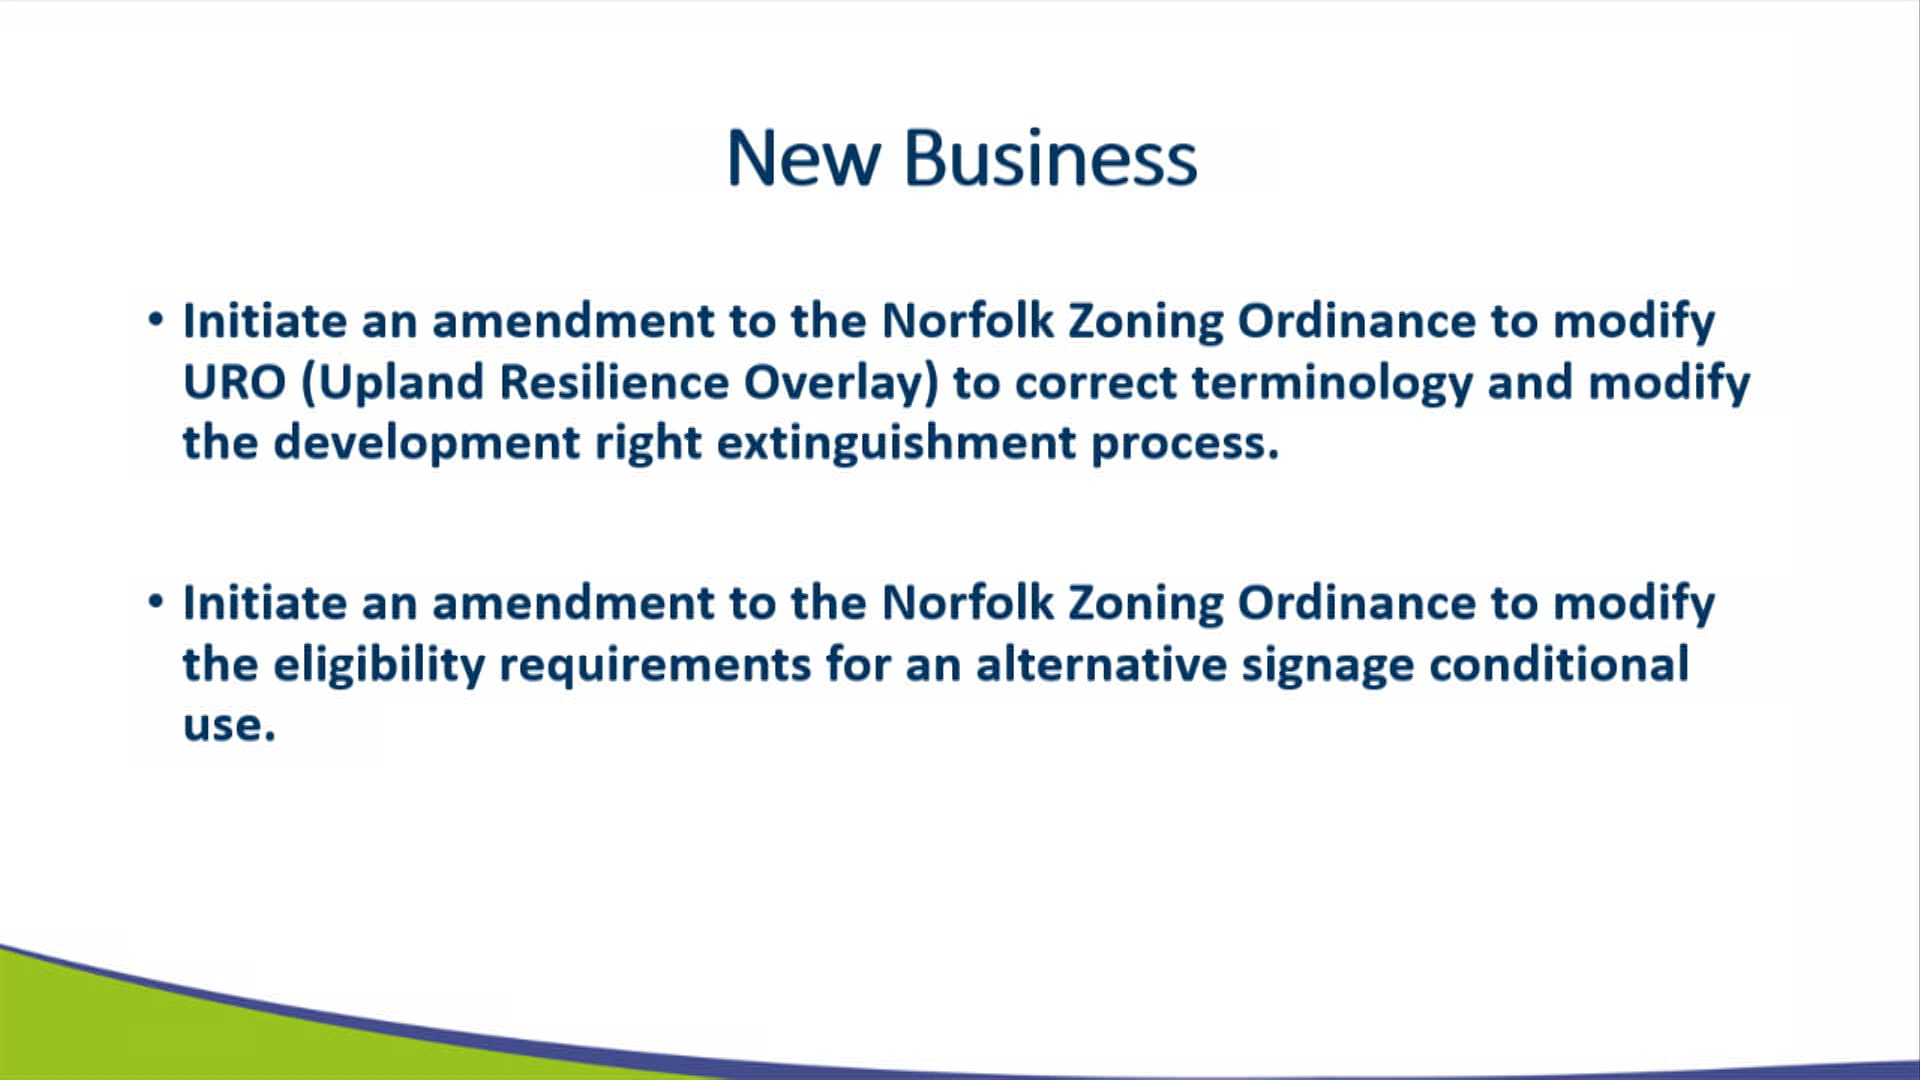 New Business
• Initiate an amendment to the Norfolk Zoning Ordinance to modify
URO (Upland Resilience Overlay) to correct terminology and modify
the development right extinguishment process.
• Initiate an amendment to the Norfolk Zoning Ordinance to modify
the eligibility requirements for an alternative signage conditional
use.